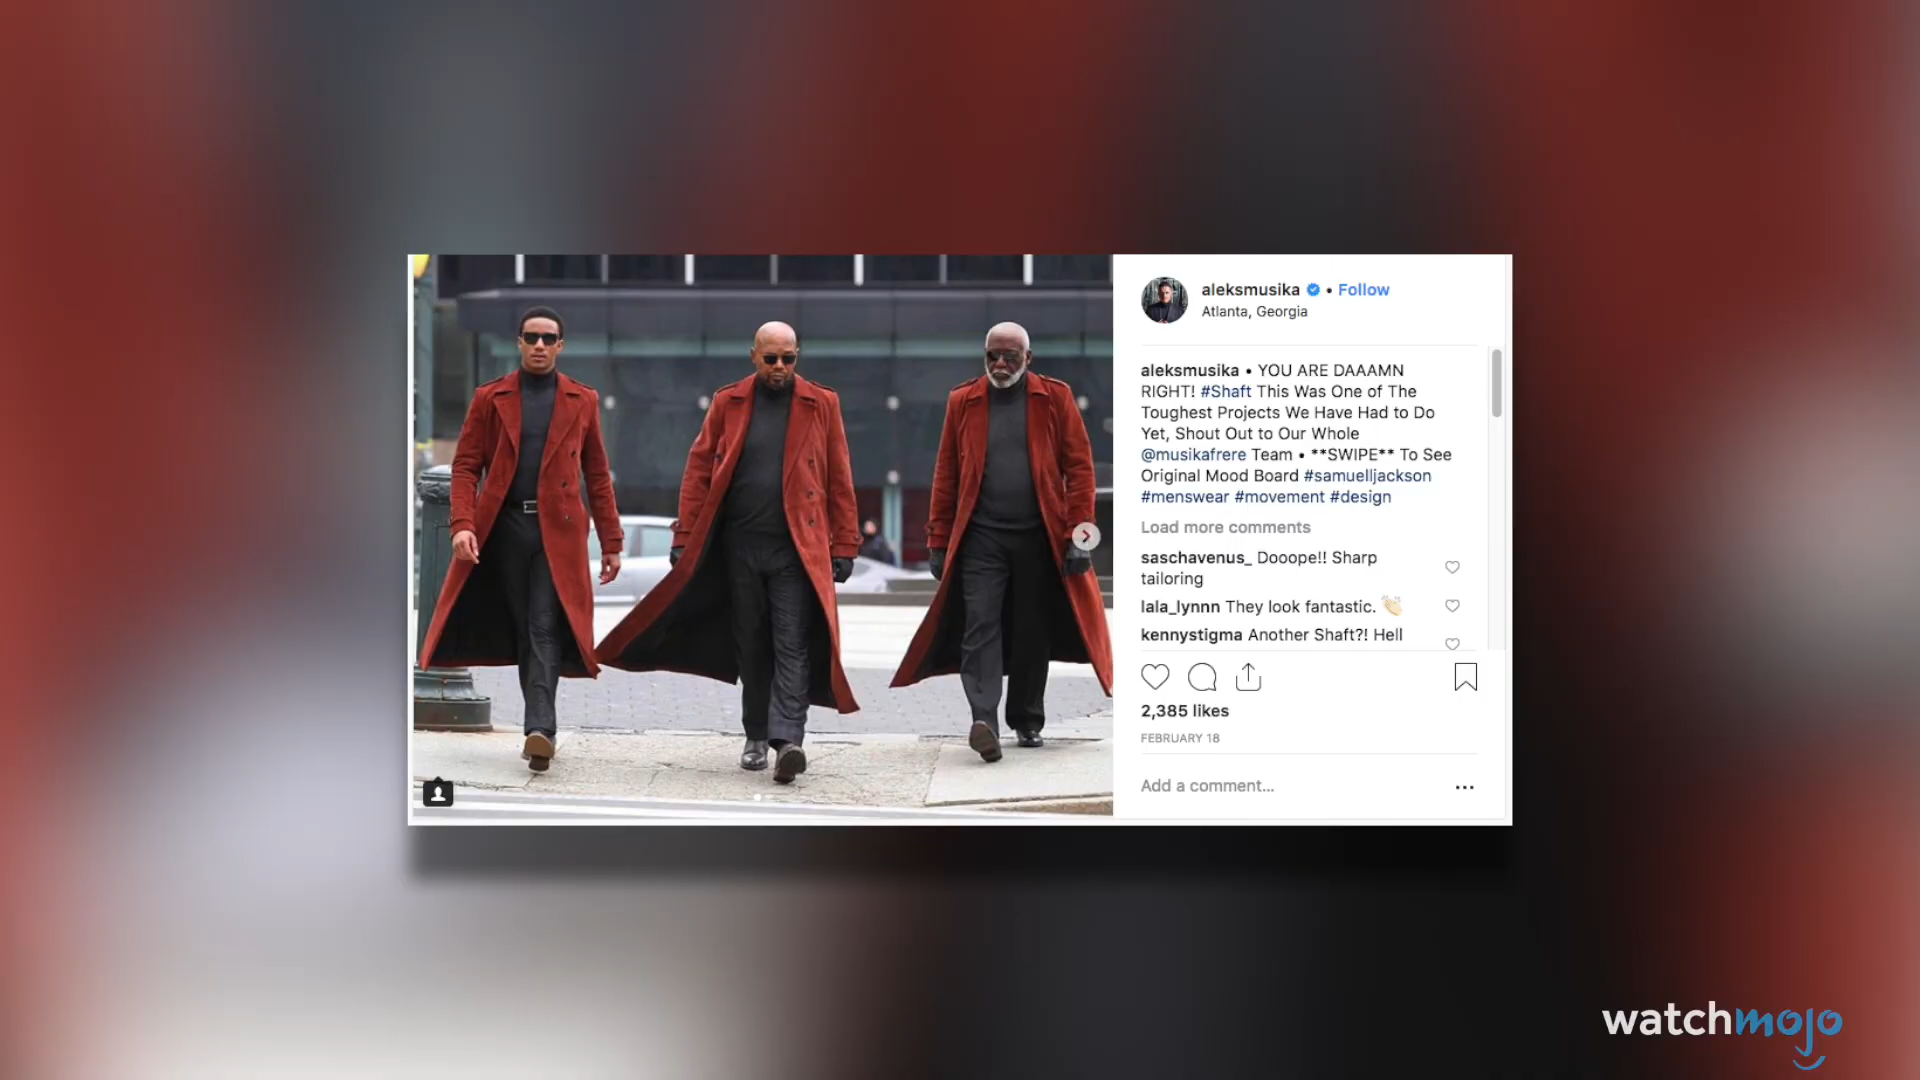 aleksmusika • Follow
Atlanta, Georgia
aleksmusika • YOU ARE DAAAMN
RIGHT! #Shaft This Was One of The
Toughest Projects We Have Had to Do
Yet, Shout Out to Our Whole
@musikafrere Team • **SWIPE** To See
Original Mood Board #samuelljackson
#menswear #movement #design
Load more comments
saschavenus_ Dooope!! Sharp
tailoring
lala_lynnn They look fantastic. 👏🏻
kennystigma Another Shaft?! Hell
2,385 likes
FEBRUARY 18
Add a comment...
watchmojo